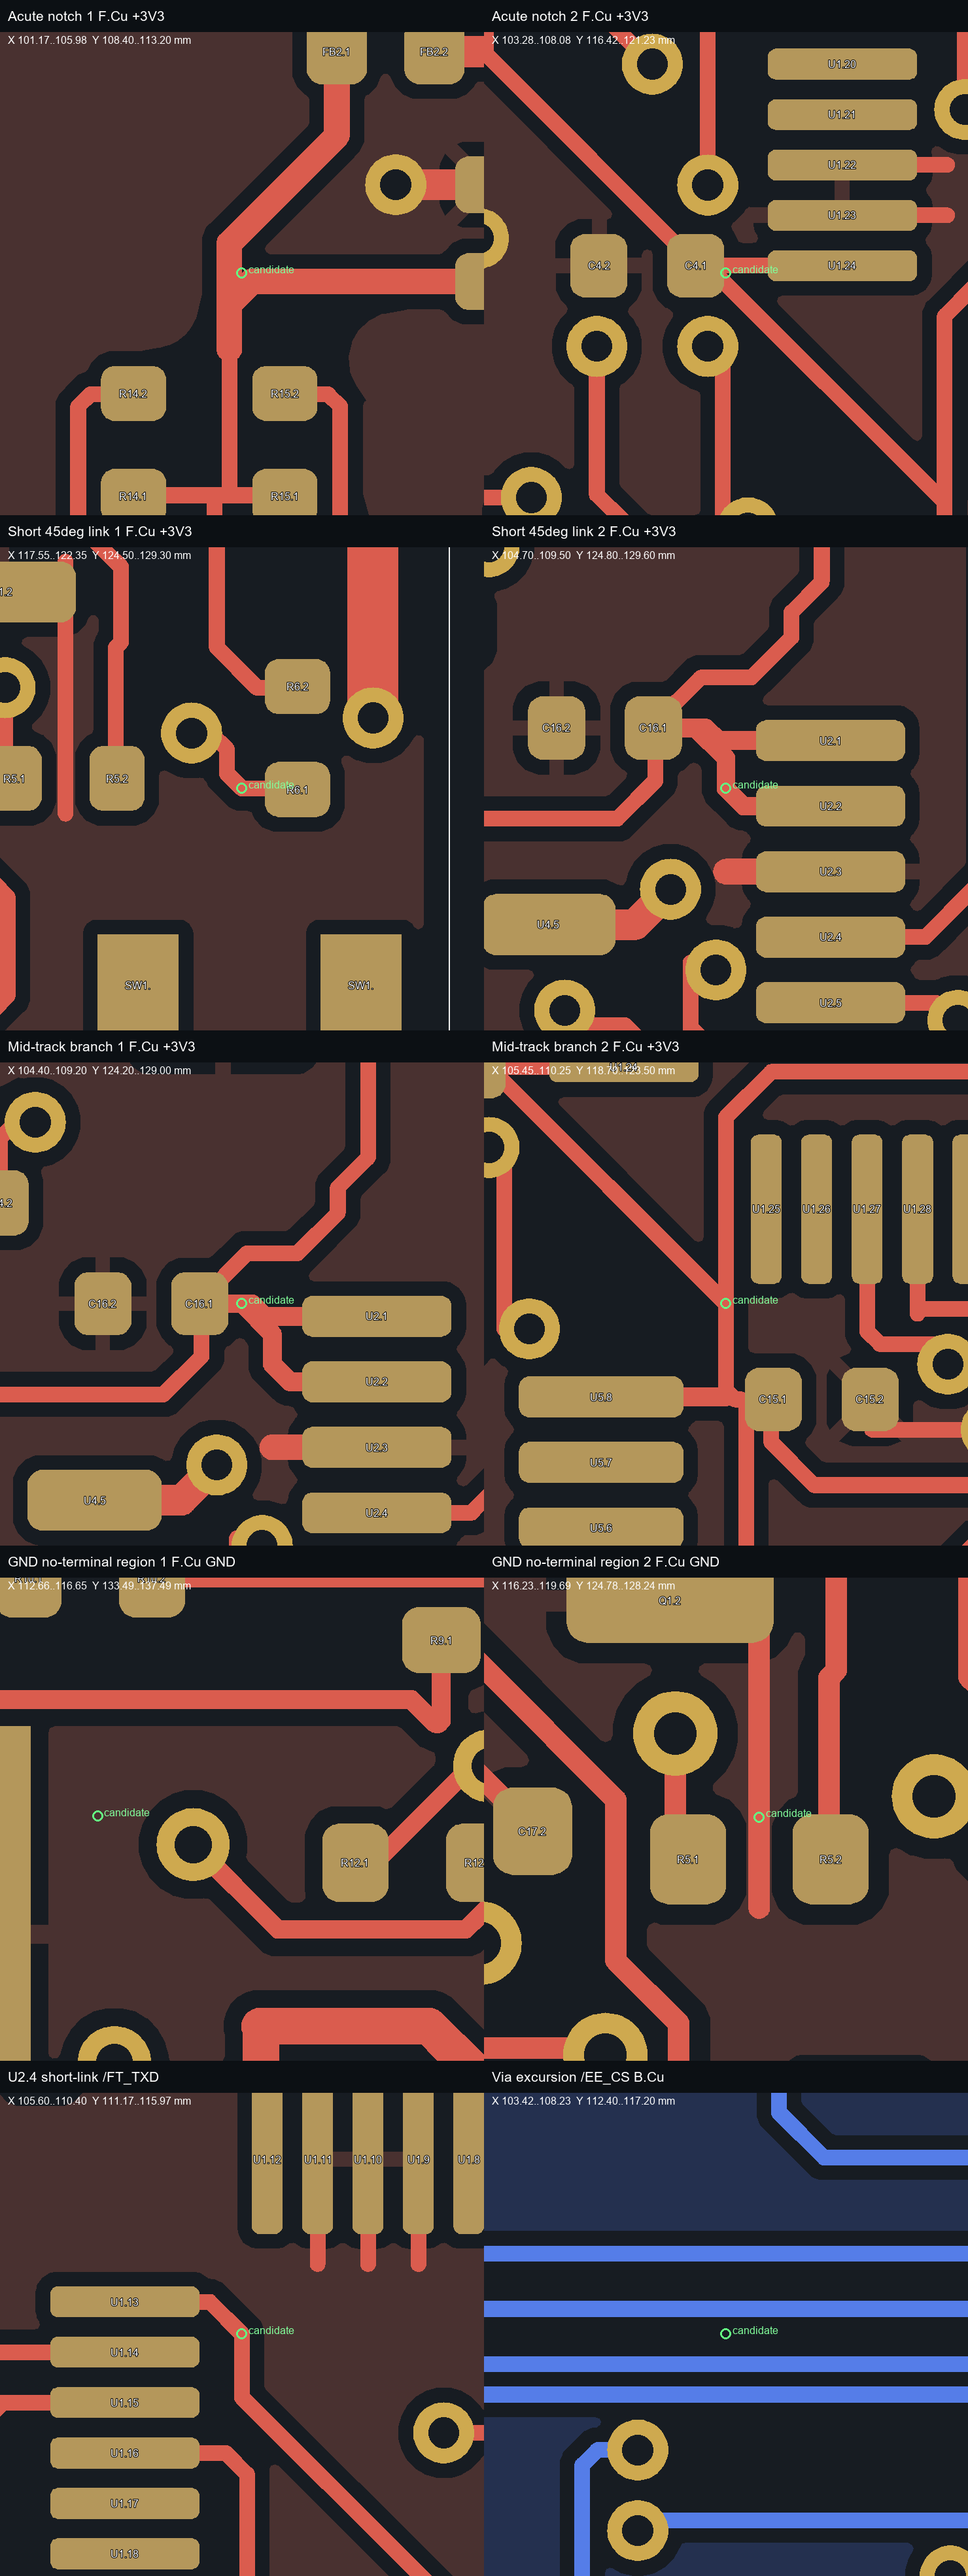 Acute notch 1 F.Cu +3V3
X 101.17..105.98 Y 108.40..113.20 mm
FB2.1
FB2.2
candidate
R14.2
R15.2
R14.1
R15.1
Acute notch 2 F.Cu +3V3
X 103.28..108.08 Y 116.42..121.23 mm
U1.20
U1.21
U1.22
U1.23
C4.2
C4.1
U1.24
candidate
Short 45deg link 1 F.Cu +3V3
X 117.55..122.35 Y 124.50..129.30 mm
R6.2
R5.1
R5.2
candidate
R6.1
SW1.
SW1.
Short 45deg link 2 F.Cu +3V3
X 104.70..109.50 Y 124.80..129.60 mm
C16.2
C16.1
U2.1
candidate
U2.2
U2.3
U4.5
U2.4
U2.5
Mid-track branch 1 F.Cu +3V3
X 104.40..109.20 Y 124.20..129.00 mm
C16.2
C16.1
candidate
U2.1
U2.2
U2.3
U4.5
U2.4
Mid-track branch 2 F.Cu +3V3
U1.25
U1.26
U1.27
U1.28
candidate
U5.8
C15.1
C15.2
U5.7
U5.6
GND no-terminal region 1 F.Cu GND
X 112.66..116.65 Y 133.49..137.49 mm
R9.1
candidate
R12.1
R12
GND no-terminal region 2 F.Cu GND
X 116.23..119.69 Y 124.78..128.24 mm
Q1.2
candidate
C17.2
R5.1
R5.2
U2.4 short-link /FT_TXD
X 105.60..110.40 Y 111.17..115.97 mm
U1.12
U1.11
U1.10
U1.9
U1.8
U1.13
candidate
U1.14
U1.15
U1.16
U1.17
U1.18
Via excursion /EE_CS B.Cu
X 103.42..108.23 Y 112.40..117.20 mm
candidate